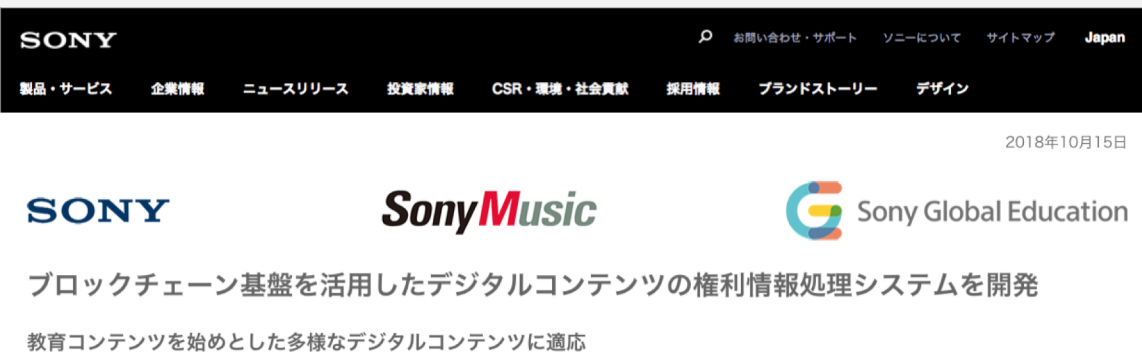 SONY お問い合わせ・サポート ソニーについて サイトマップ Japan
製品・サービス 企業情報 ニュースリリース 投資家情報 CSR・環境・社会貢献 採用情報 ブランドストーリー デザイン
2018年10月15日
SONY Sony Music Sony Global Education
ブロックチェーン基盤を活用したデジタルコンテンツの権利情報処理システムを開発
教育コンテンツを始めとした多様なデジタルコンテンツに適応